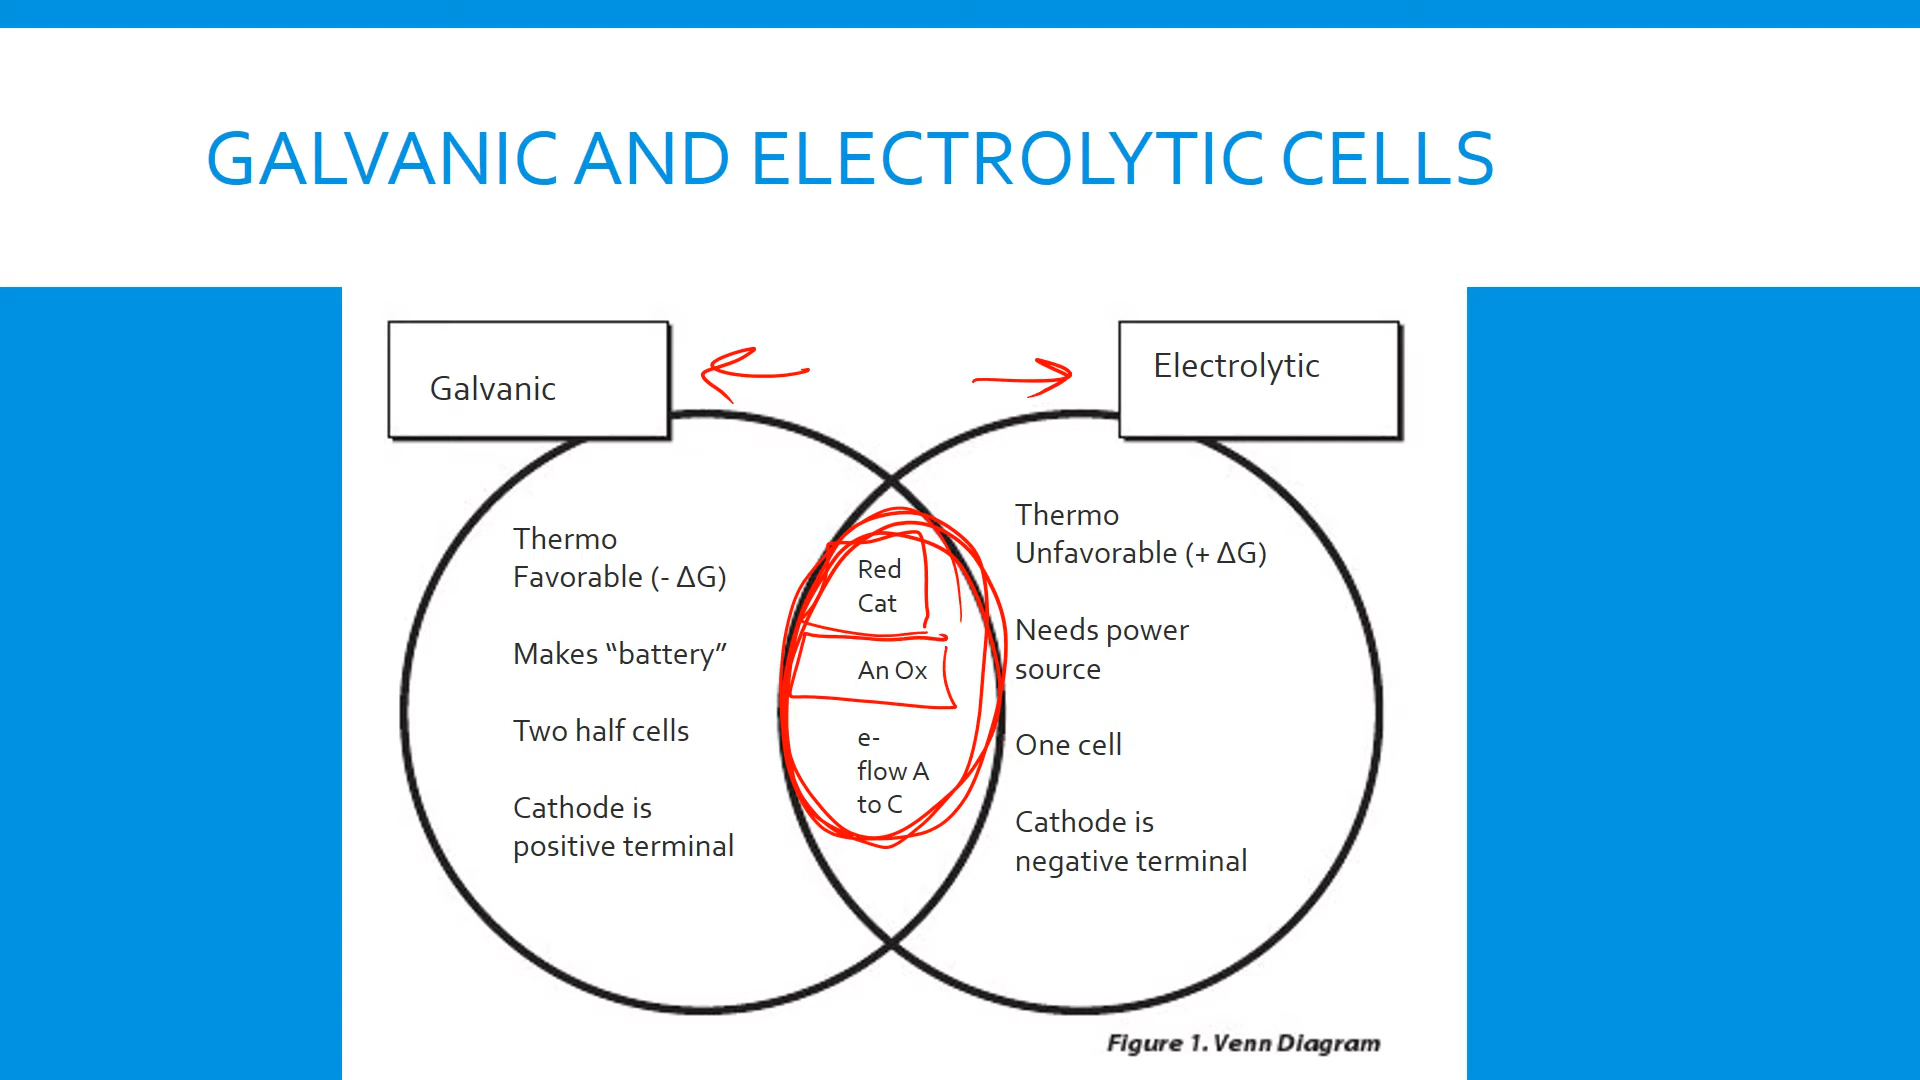 GALVANIC AND ELECTROLYTIC CELLS
Galvanic
Electrolytic
Thermo
Favorable (- ΔG)
Makes “battery”
Two half cells
Cathode is
positive terminal
Red
Cat
An Ox
e-
flow A
to C
Thermo
Unfavorable (+ ΔG)
Needs power
source
One cell
Cathode is
negative terminal
Figure 1. Venn Diagram